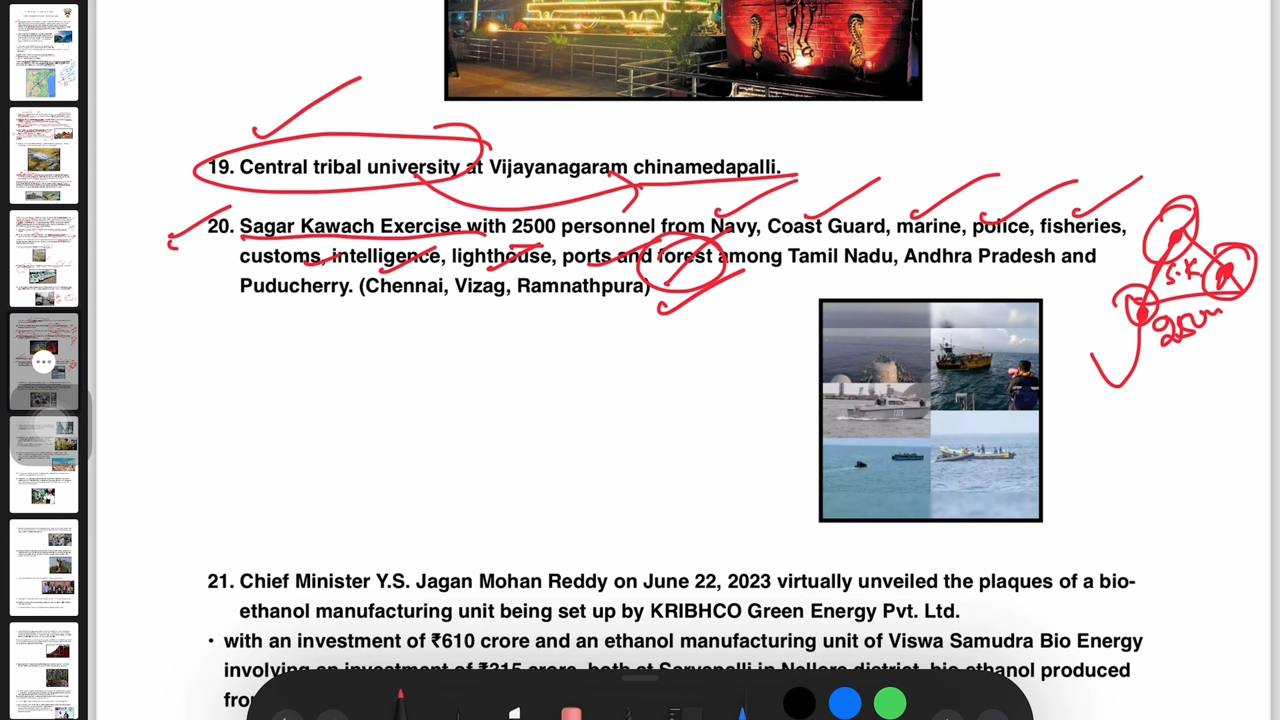 19. Central tribal university at Vijayanagaram chinamedapalli.
20. Sagar Kawach Exercise with 2500 personnel from Navy, Coast Guard, marine, police, fisheries,
customs, intelligence, lighthouse, ports and forest among Tamil Nadu, Andhra Pradesh and
Puducherry. (Chennai, Vizag, Ramnathpura)
S.K
21. Chief Minister Y.S. Jagan Mohan Reddy on June 22, 2023 virtually unveiled the plaques of a bio-
ethanol manufacturing unit being set up by KRIBHCO Green Energy Pvt. Ltd.
• with an investment of ₹610 crore and an ethanol manufacturing unit of Viswa Samudra Bio Energy